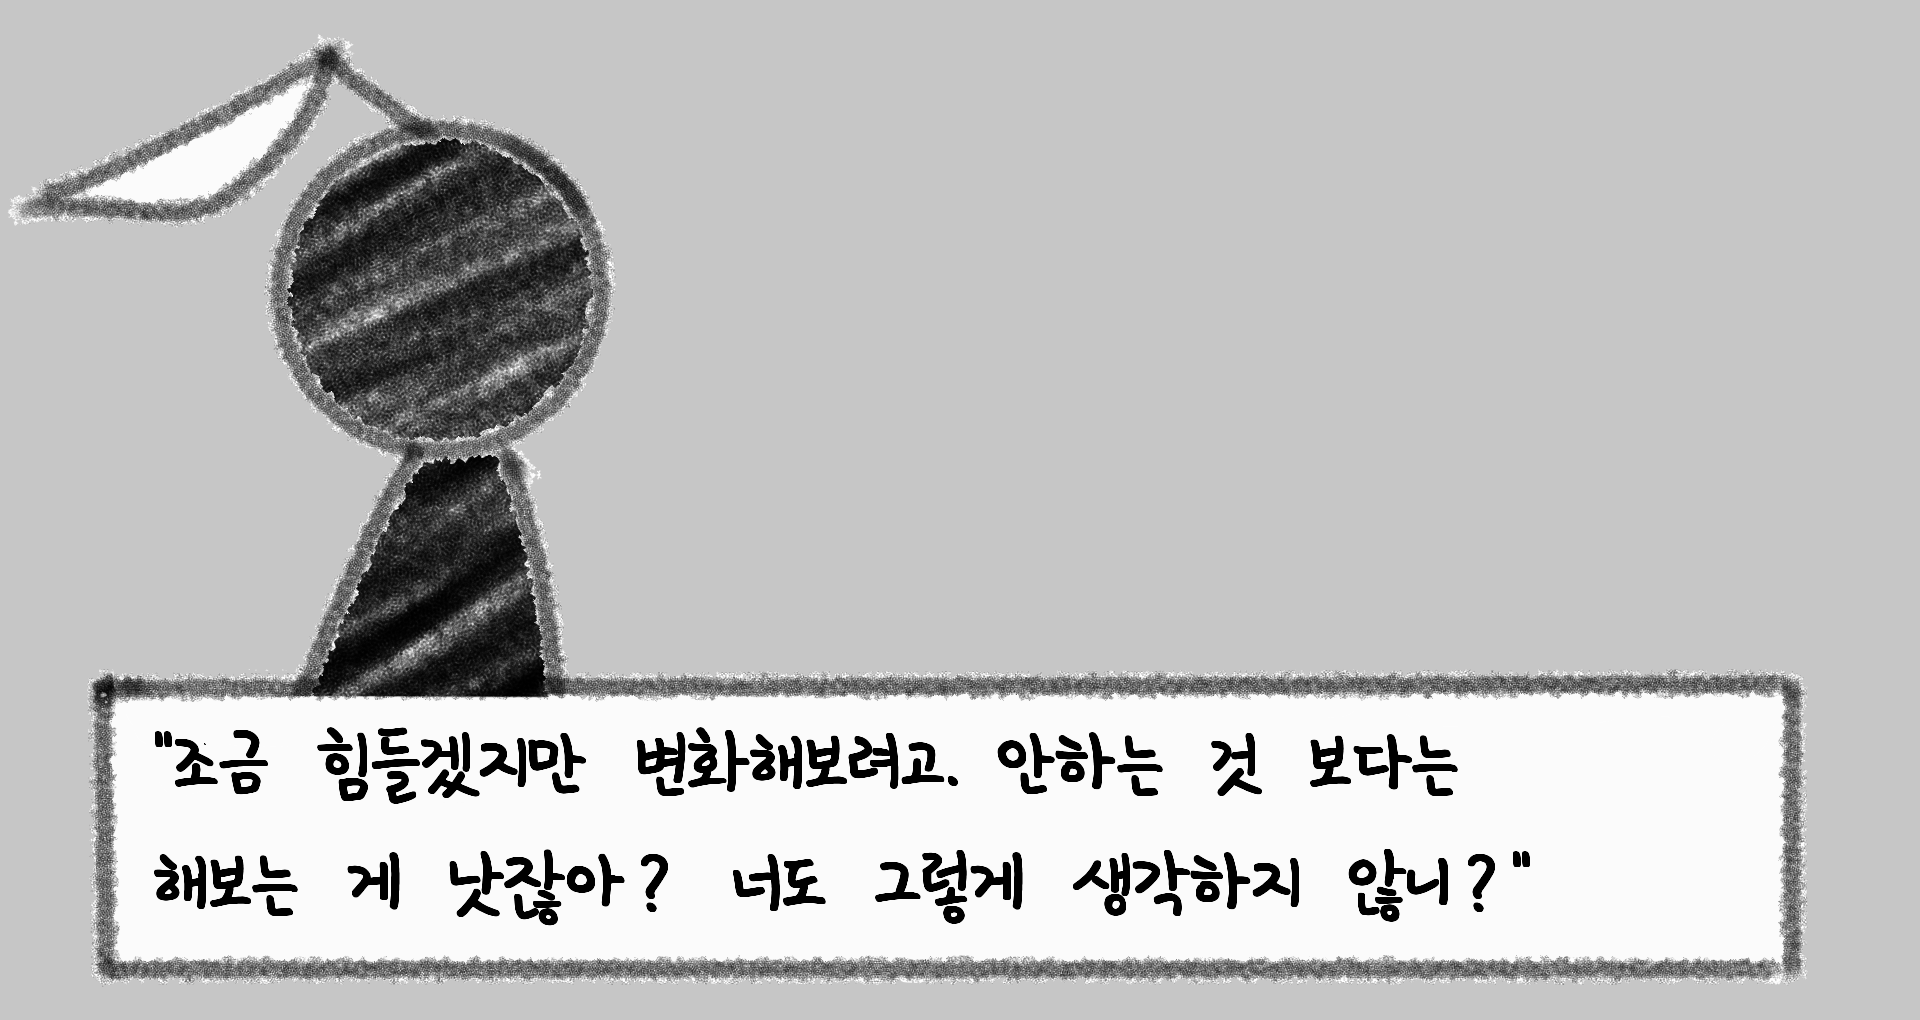 "조금 힘들겠지만 변화해보려고. 안하는 것 보다는
해보는 게 낫잖아? 너도 그렇게 생각하지 않니?"